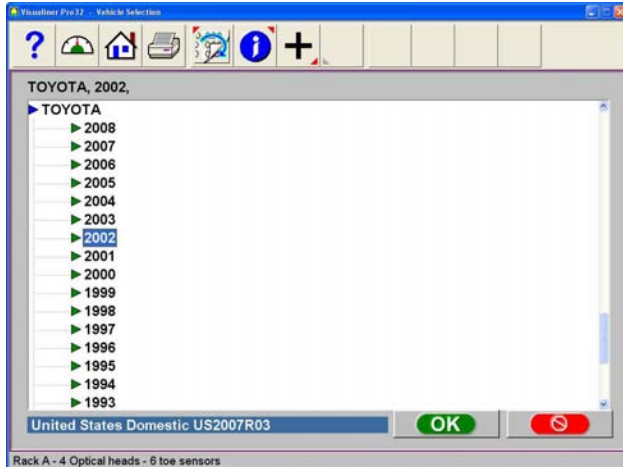 Visualiner Pro32 - Vehicle Selection
?
i
TOYOTA, 2002,
TOYOTA
2008
2007
2006
2005
2004
2003
2002
2001
2000
1999
1998
1997
1996
1995
1994
1993
United States Domestic US2007R03
OK
Rack A - 4 Optical heads - 6 toe sensors